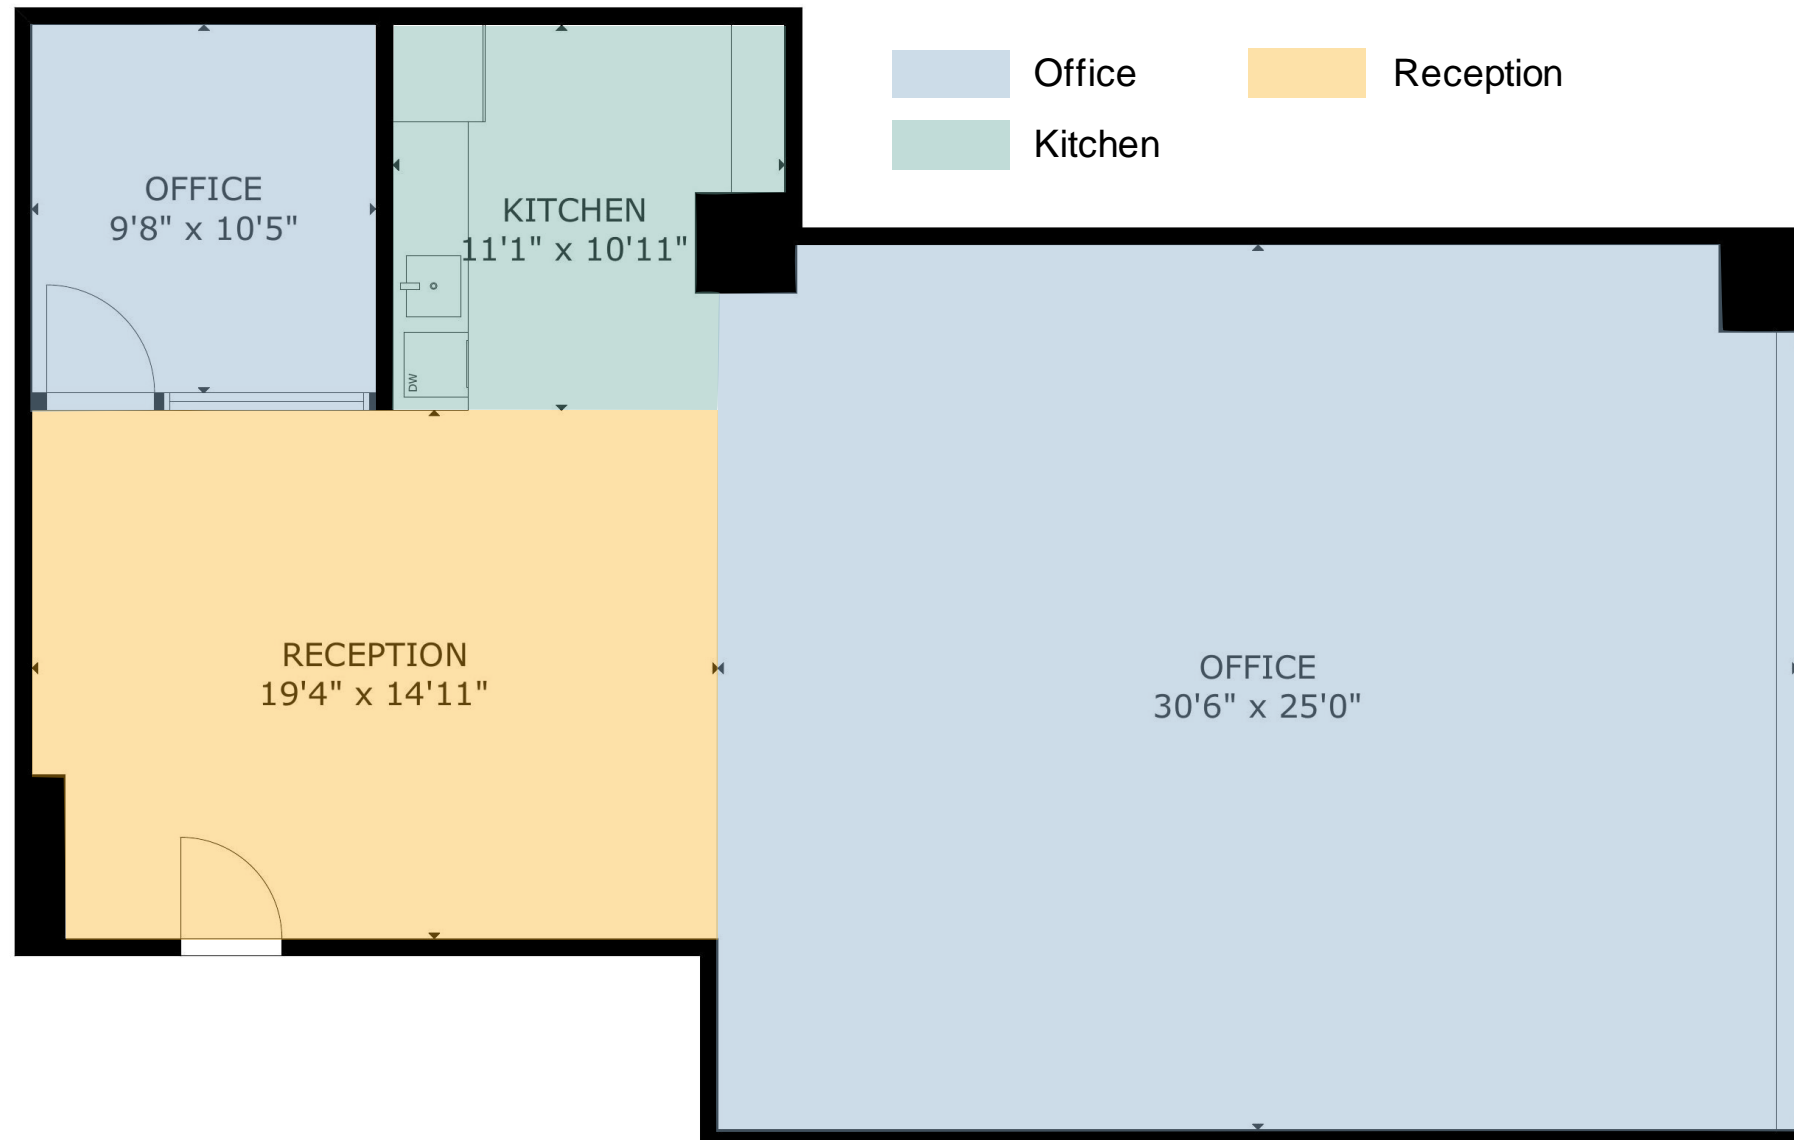 Office
Reception
Kitchen
OFFICE
9'8" x 10'5"
KITCHEN
11'1" x 10'11"
DW
RECEPTION
19'4" x 14'11"
OFFICE
30'6" x 25'0"